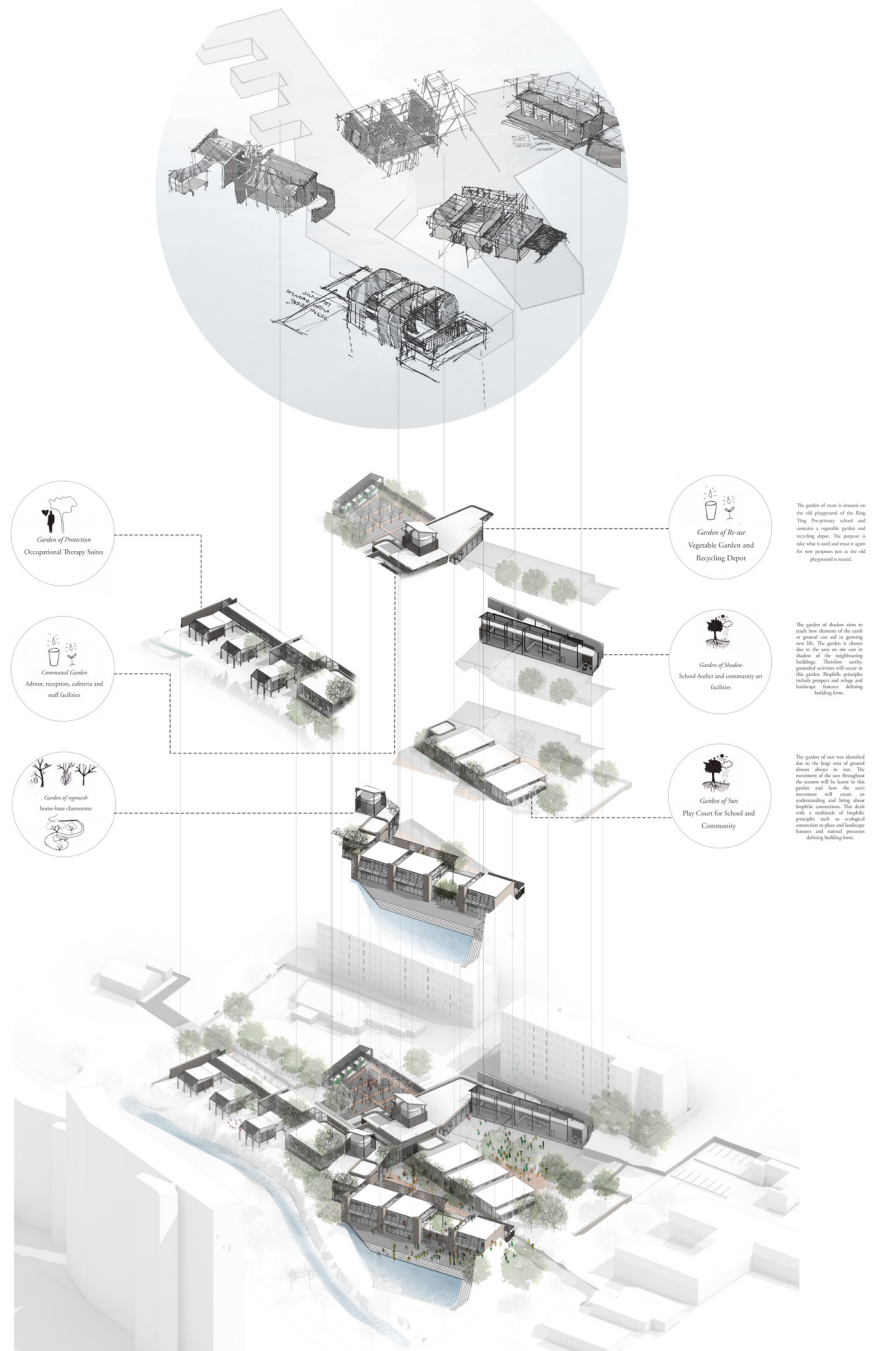 Garden of Protection
Occupational Therapy Suites
Communal Garden
Admin, reception, cafeteria and
staff facilities
Garden of regrowth
home-base classrooms
Garden of Re-use
Vegetable Garden and
Recycling Depot
The garden of reuse is situated on
the old playground of the Ring
Ting Pre-primary school and
contains a vegetable garden and
recycling depot. The purpose is
take what is used and reuse it again
for new purposes just as the old
playground is reused.
Garden of Shadow
School Atelier and community art
facilities
The garden of shadow aims to
teach how elements of the earth
or ground can aid in growing
new life. The garden is chosen
due to the area on site cast in
shadow of the neighbouring
buildings. Therefore earthy,
grounded activities will occur in
this garden. Biophilic principles
include prospect and refuge and
landscape features defining
building form.
Garden of Sun
Play Court for School and
Community
The garden of sun was identified
due to the large area of ground
almost always in sun. The
movement of the sun throughout
the seasons will be learnt in this
garden and how the sun's
movement will create an
understanding and bring about
biophilic connections. This deals
with a multitude of biophilic
principles such as ecological
connection to place and landscape
features and natural processes
defining building form.